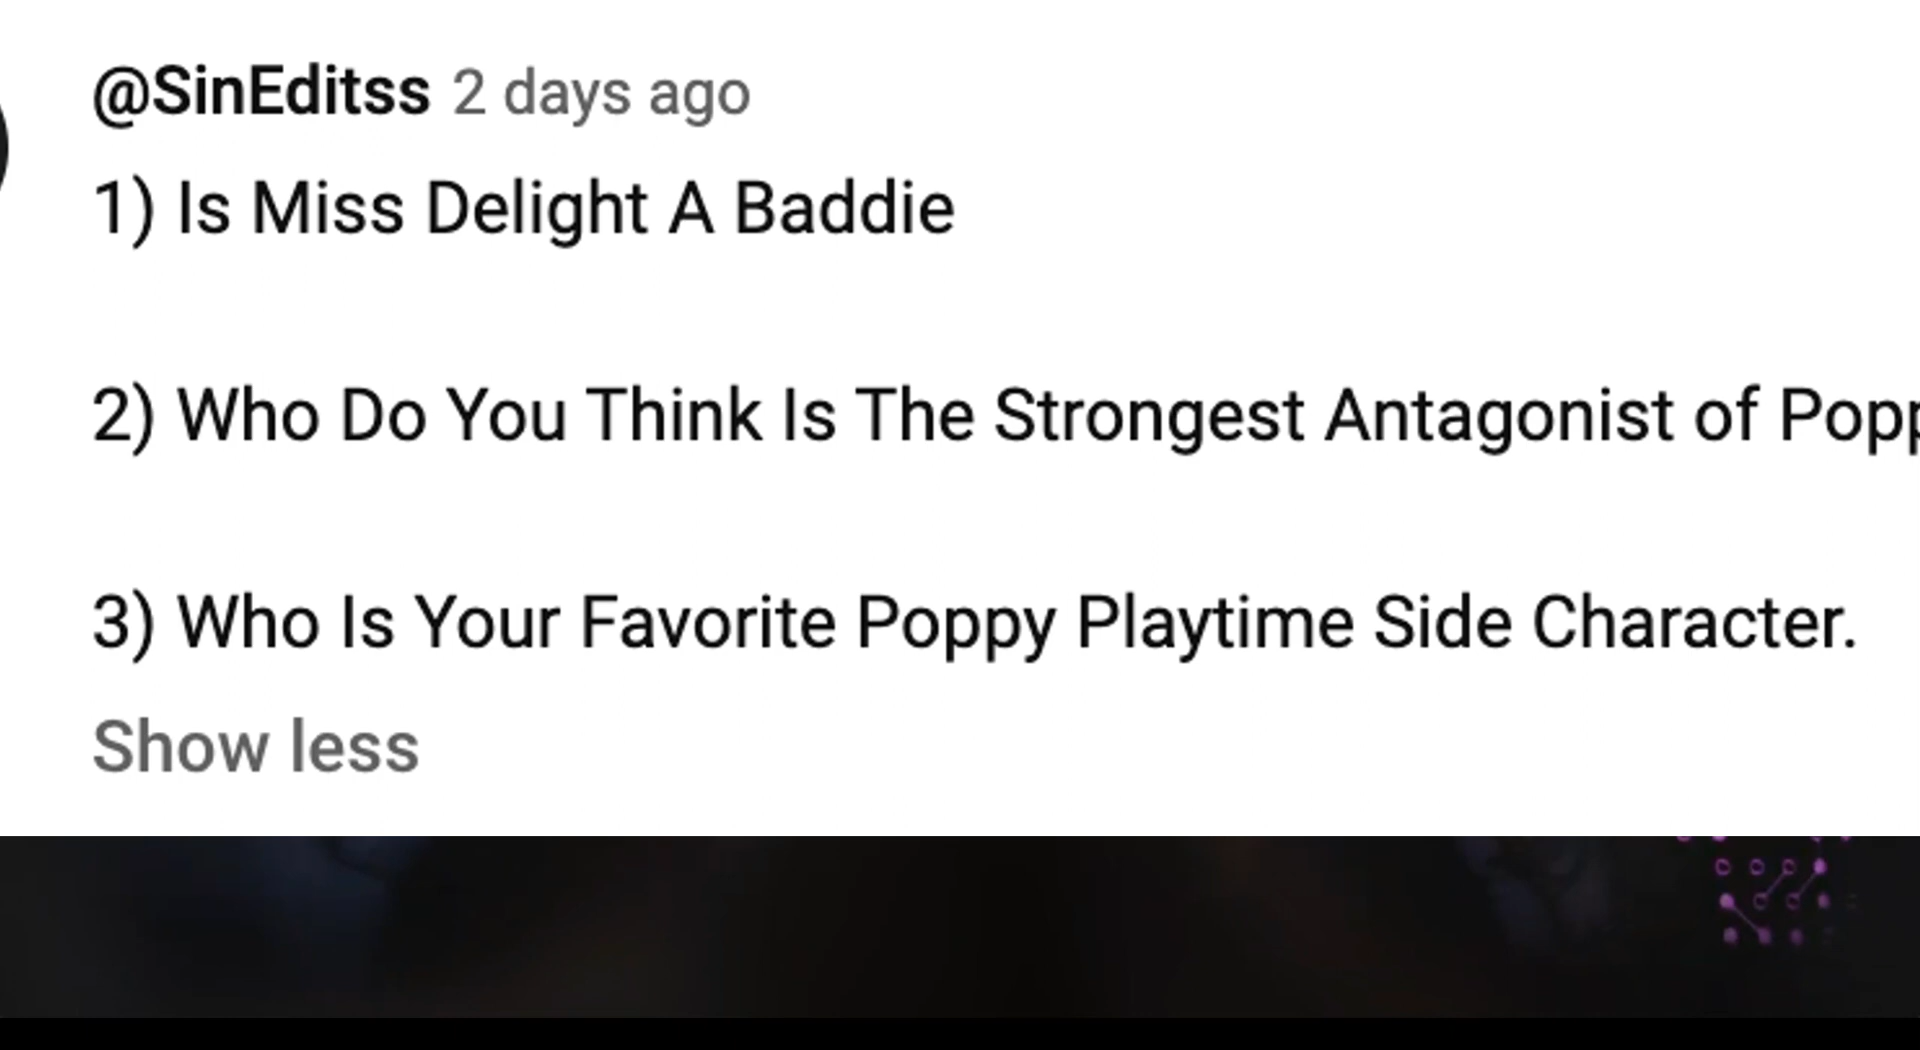 @SinEditss 2 days ago
1) Is Miss Delight A Baddie
2) Who Do You Think Is The Strongest Antagonist of
3) Who Is Your Favorite Poppy Playtime Side Character.
Show less